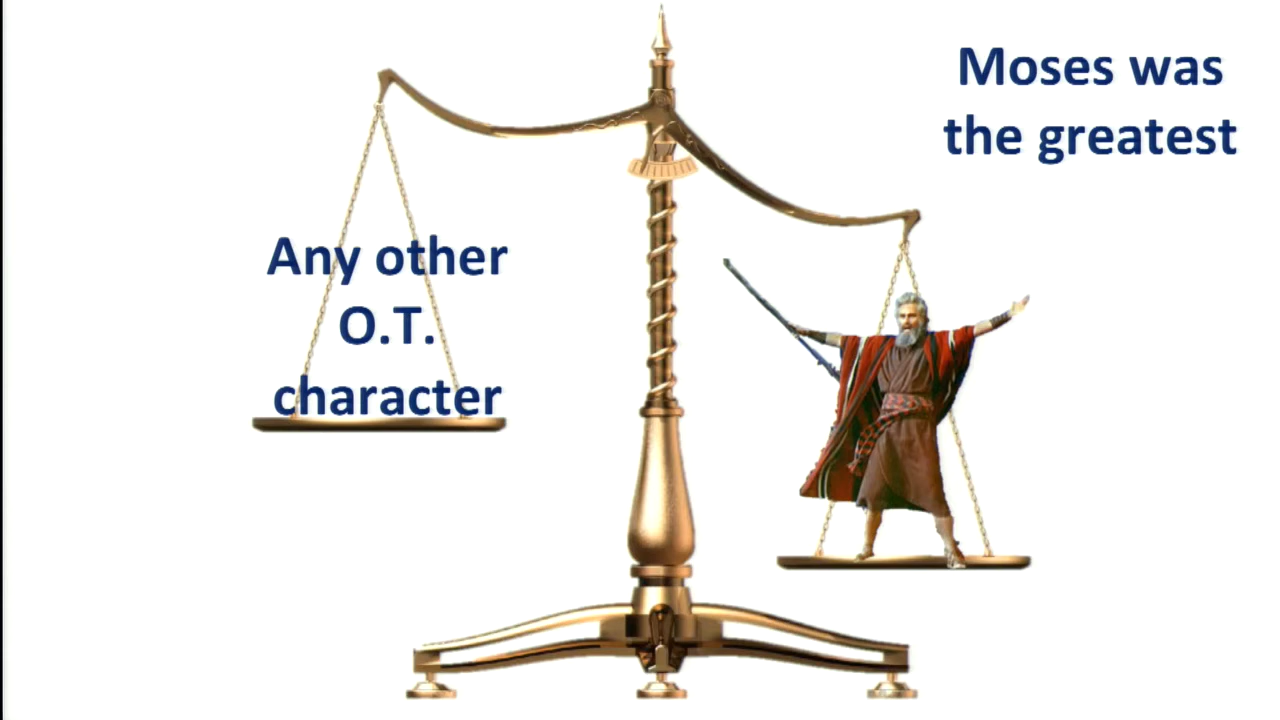 Moses was
the greatest
Any other
O.T.
character